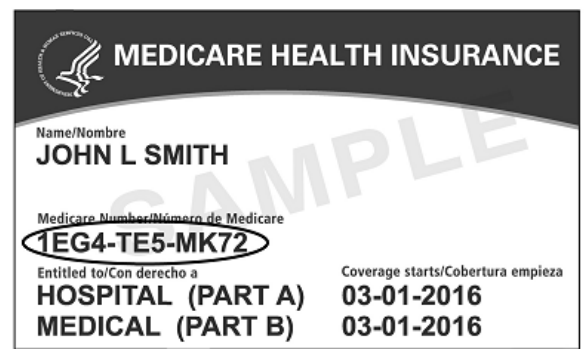 MEDICARE HEALTH INSURANCE
Name/Nombre
JOHN L SMITH
SAMPLE
Medicare Number/Número de Medicare
1EG4-TE5-MK72
Entitled to/Con derecho a Coverage starts/Cobertura empieza
HOSPITAL (PART A) 03-01-2016
MEDICAL (PART B) 03-01-2016